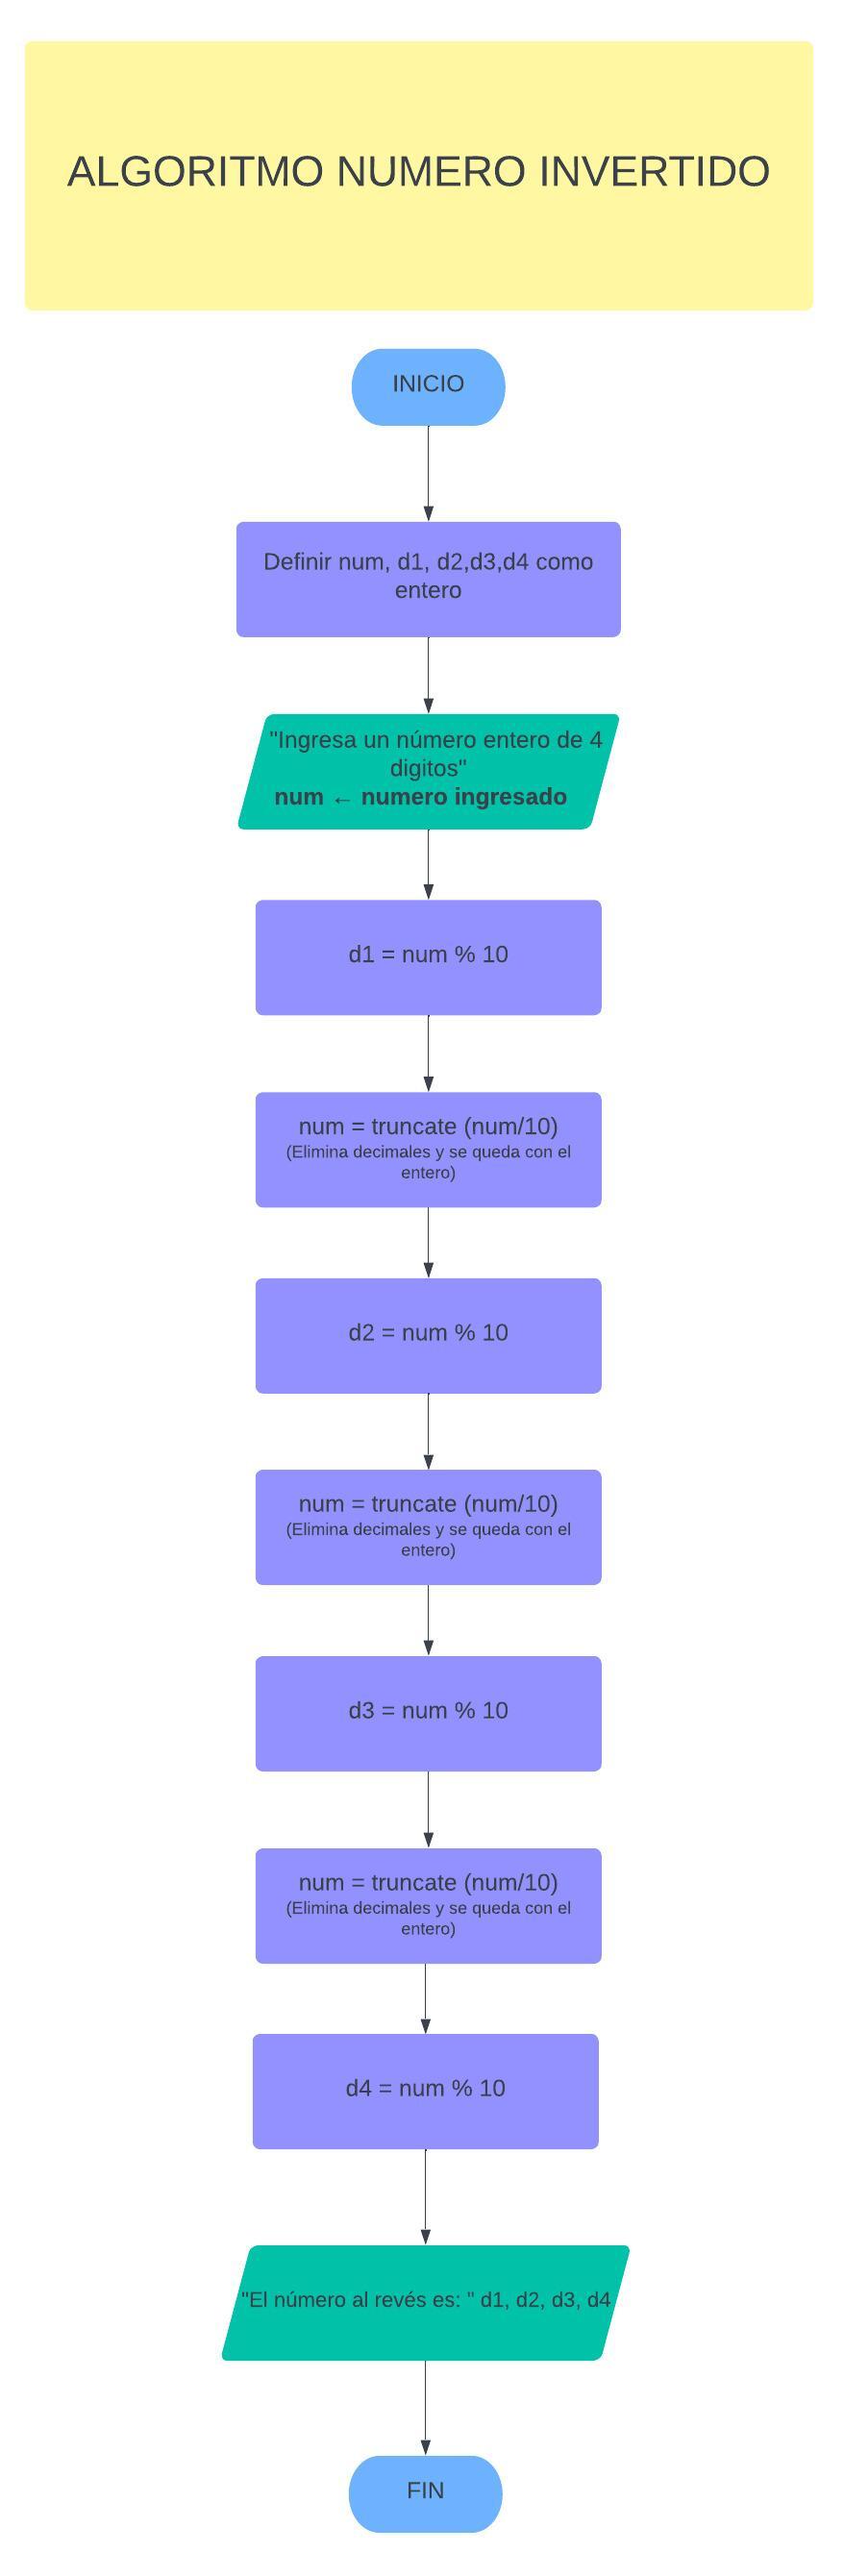 ALGORITMO NUMERO INVERTIDO
INICIO
Definir num, d1, d2,d3,d4 como
entero
"Ingresa un número entero de 4
digitos"
num ← numero ingresado
d1 = num % 10
num = truncate (num/10)
(Elimina decimales y se queda con el
entero)
d2 = num % 10
num = truncate (num/10)
(Elimina decimales y se queda con el
entero)
d3 = num % 10
num = truncate (num/10)
(Elimina decimales y se queda con el
entero)
d4 = num % 10
"El número al revés es: " d1, d2, d3, d4
FIN